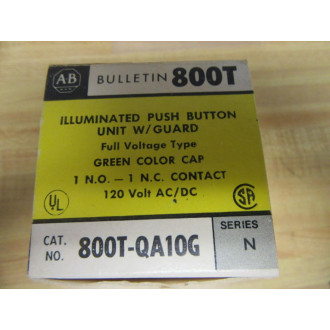 A-B BULLETIN 800T
ILLUMINATED PUSH BUTTON
UNIT W/GUARD
Full Voltage Type
GREEN COLOR CAP
1 N.O. – 1 N.C. CONTACT
120 Volt AC/DC
UL SA
CAT. NO. 800T-QA10G SERIES N